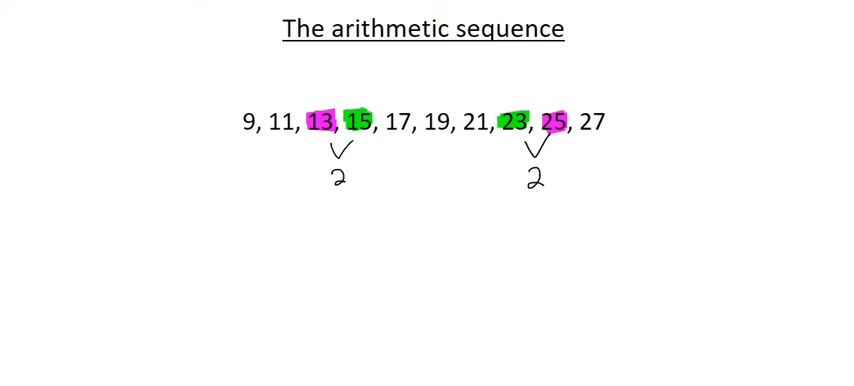 The arithmetic sequence
9, 11, 13, 15, 17, 19, 21, 23, 25, 27
2 2